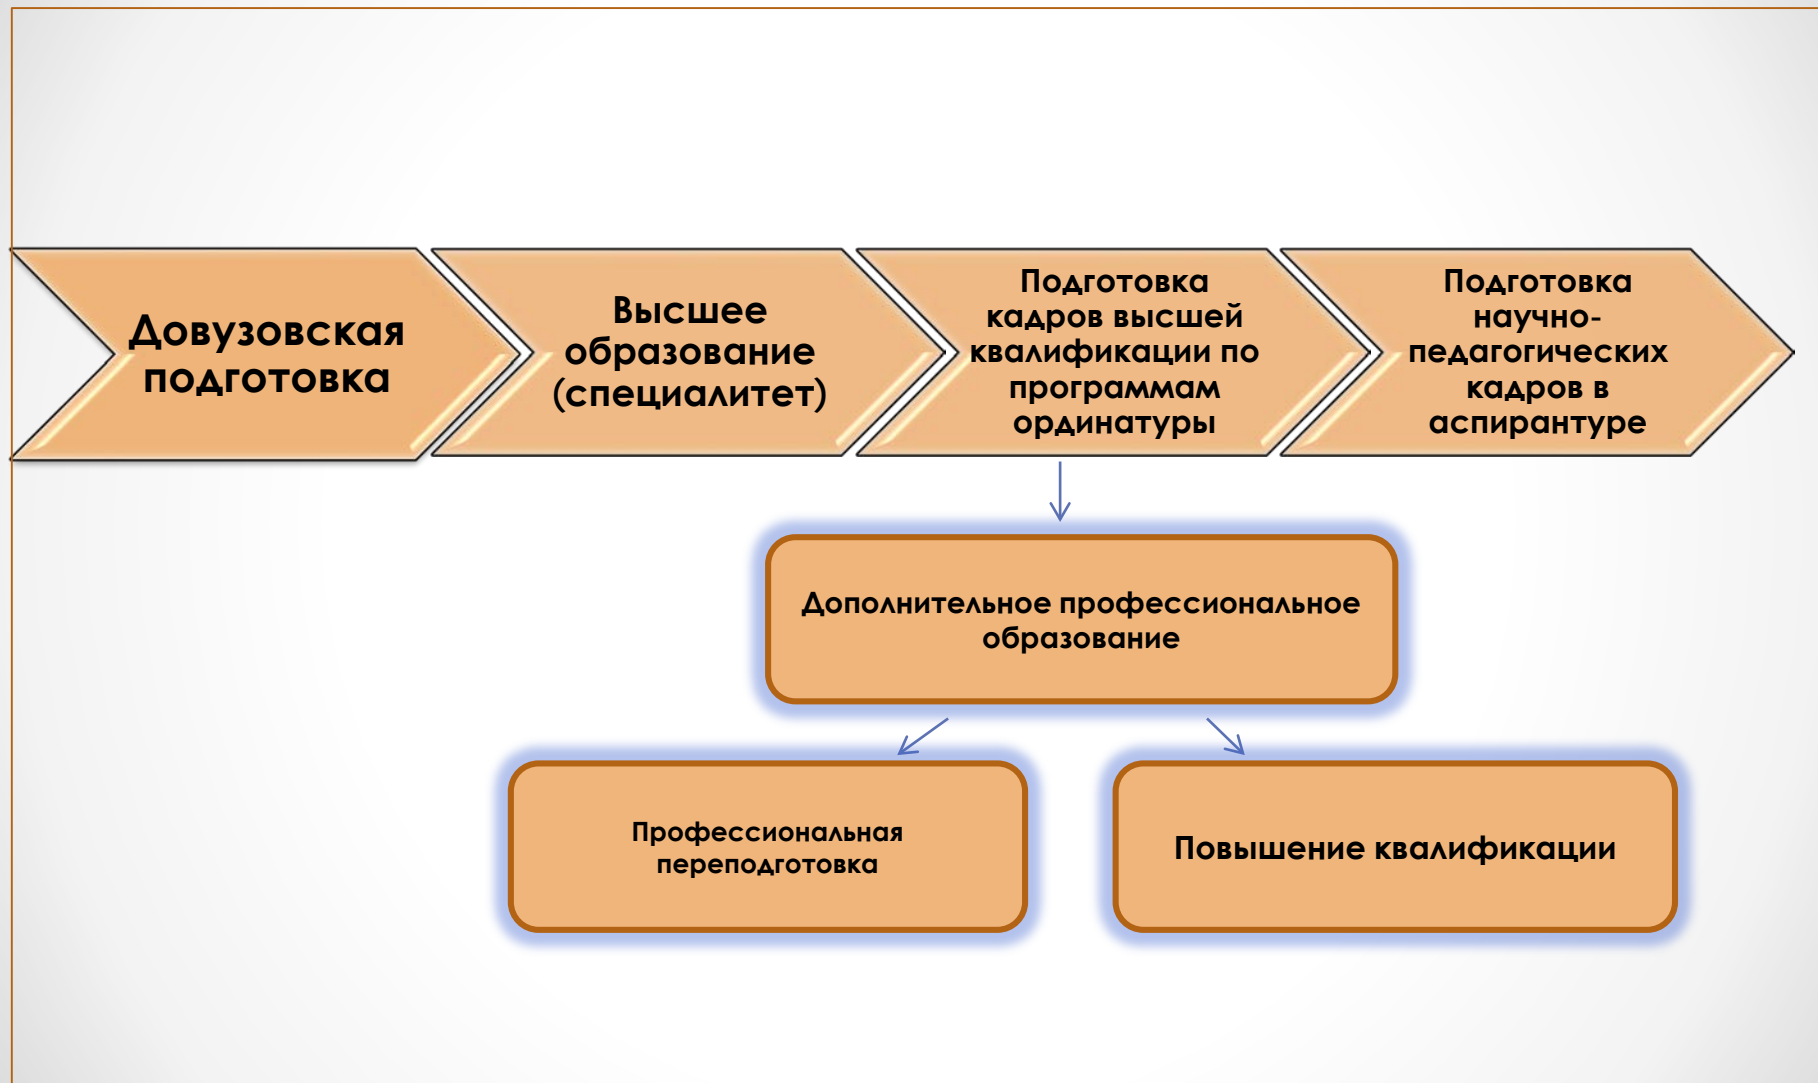 Довузовская
подготовка
Высшее
образование
(специалитет)
Подготовка
кадров высшей
квалификации по
программам
ординатуры
Подготовка
научно-
педагогических
кадров в
аспирантуре
Дополнительное профессиональное
образование
Профессиональная
переподготовка
Повышение квалификации